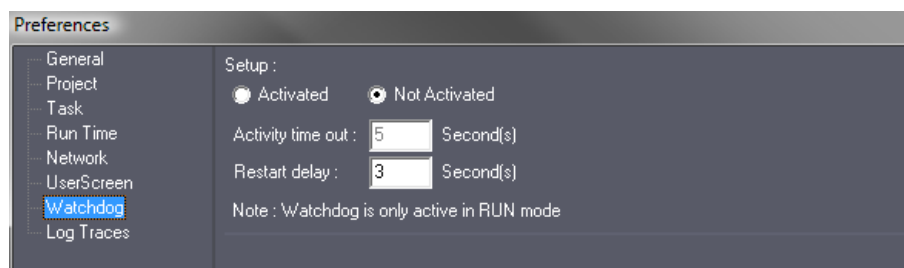 Preferences
General
Project
Task
Run Time
Network
UserScreen
Watchdog
Log Traces
Setup :
Activated Not Activated
Activity time out : 5 Second(s)
Restart delay : 3 Second(s)
Note : Watchdog is only active in RUN mode